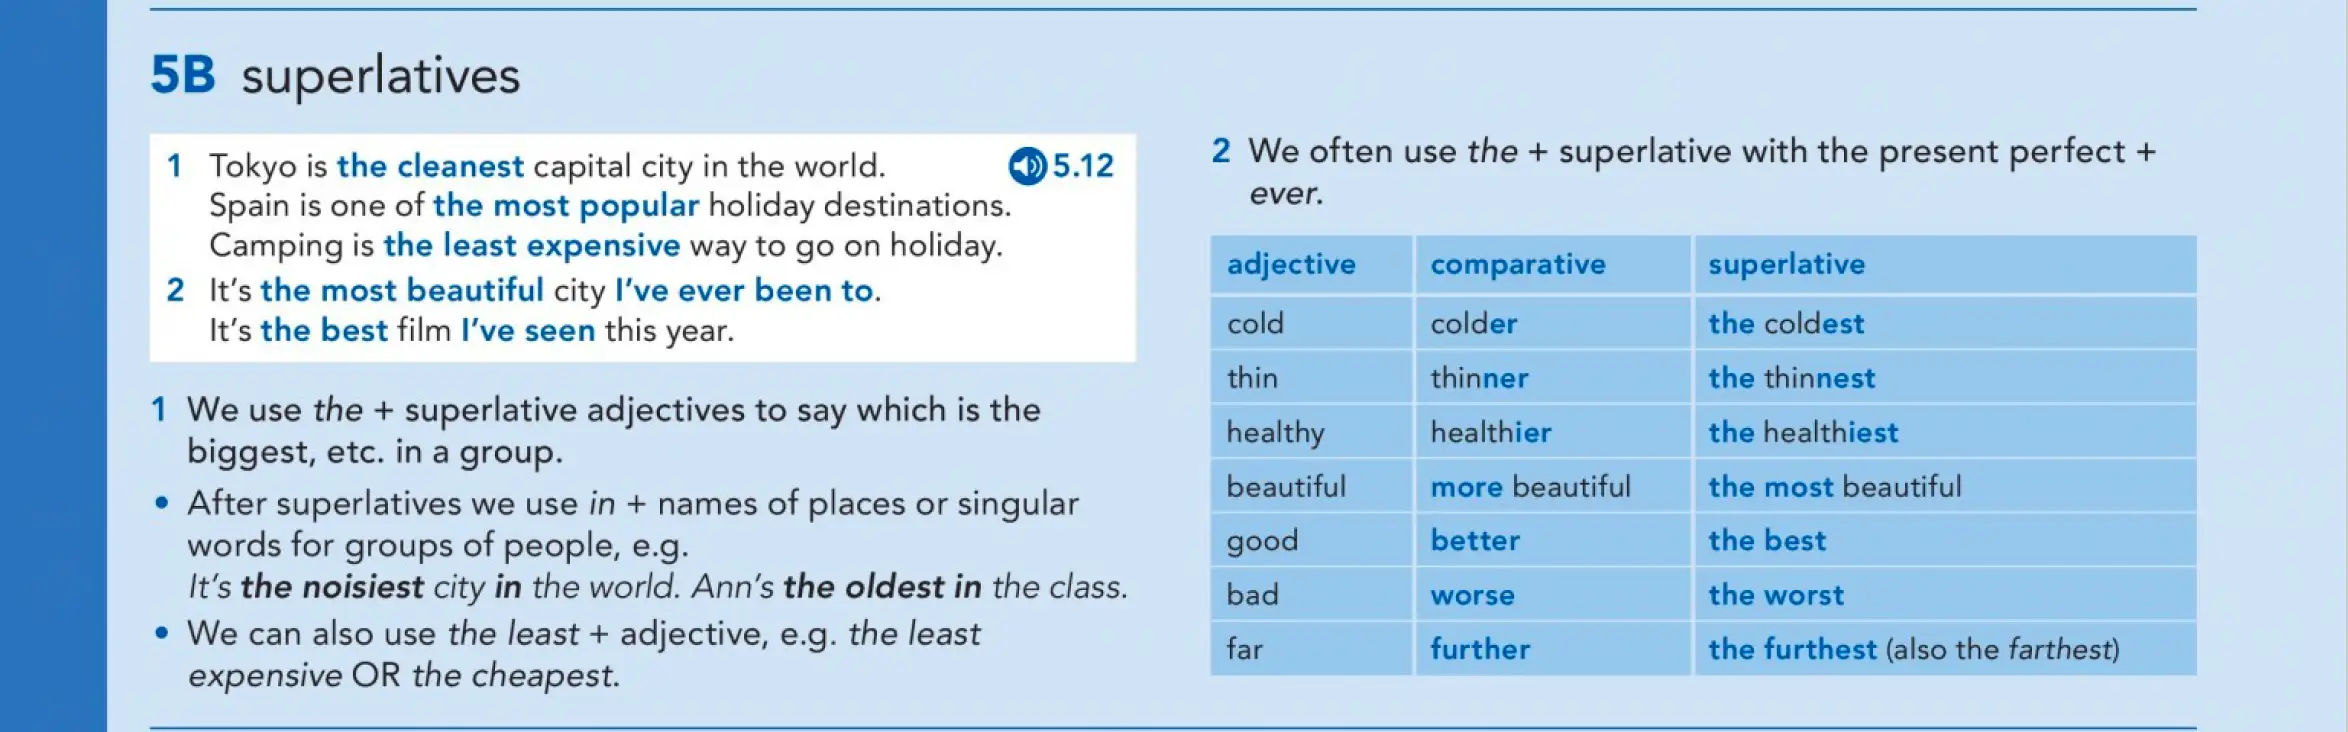 5B superlatives
1 Tokyo is the cleanest capital city in the world. 5.12
Spain is one of the most popular holiday destinations.
Camping is the least expensive way to go on holiday.
2 It's the most beautiful city I've ever been to.
It's the best film I've seen this year.
1 We use the + superlative adjectives to say which is the
biggest, etc. in a group.
• After superlatives we use in + names of places or singular
words for groups of people, e.g.
It's the noisiest city in the world. Ann's the oldest in the class.
• We can also use the least + adjective, e.g. the least
expensive OR the cheapest.
2 We often use the + superlative with the present perfect +
ever.
adjective comparative superlative
cold colder the coldest
thin thinner the thinnest
healthy healthier the healthiest
beautiful more beautiful the most beautiful
good better the best
bad worse the worst
far further the furthest (also the farthest)